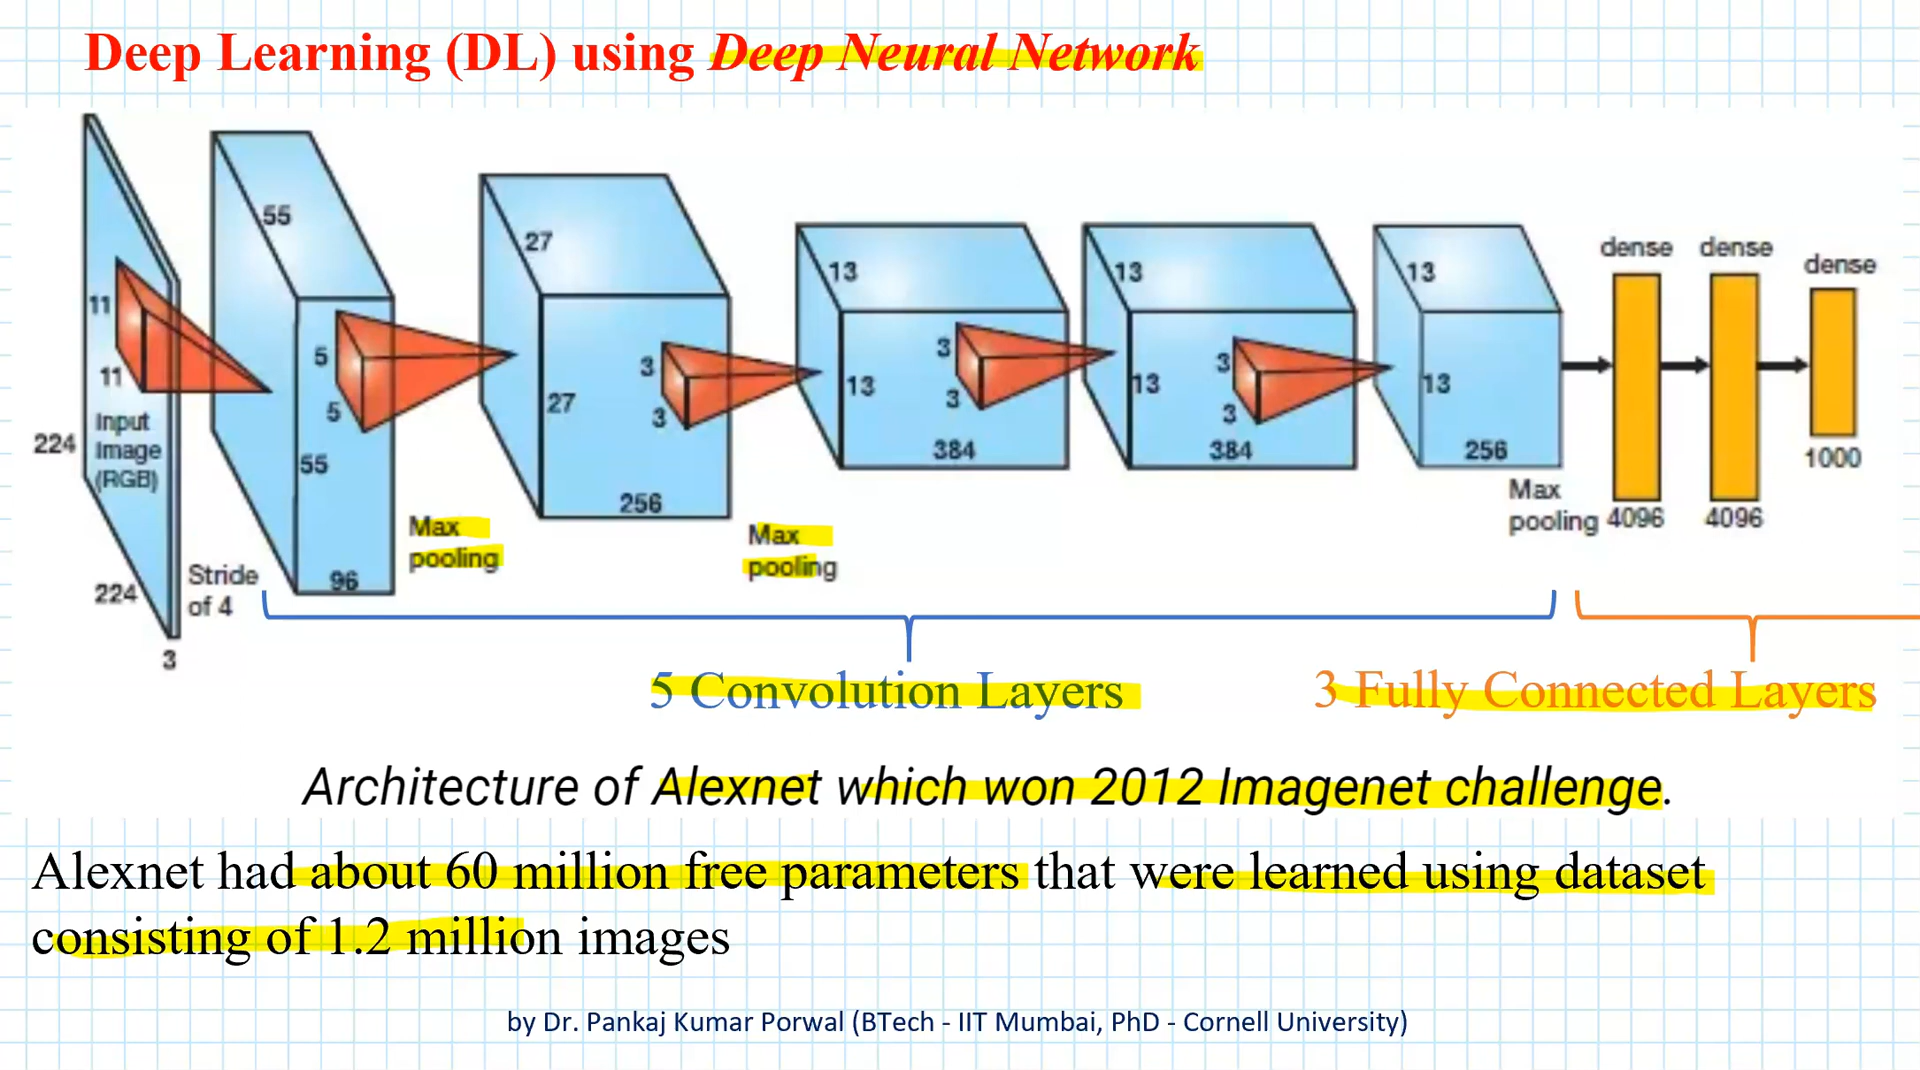 Deep Learning (DL) using Deep Neural Network
55
27
13
13
13
dense
dense
dense
11
5
3
3
3
11
5
3
3
3
Input
Image
(RGB)
224
55
27
13
13
13
96
256
384
384
256
1000
Max
pooling
Max
pooling
Max
pooling
4096
4096
224
Stride
of 4
3
5 Convolution Layers
3 Fully Connected Layers
Architecture of Alexnet which won 2012 Imagenet challenge.
Alexnet had about 60 million free parameters that were learned using dataset
consisting of 1.2 million images
by Dr. Pankaj Kumar Porwal (BTech - IIT Mumbai, PhD - Cornell University)